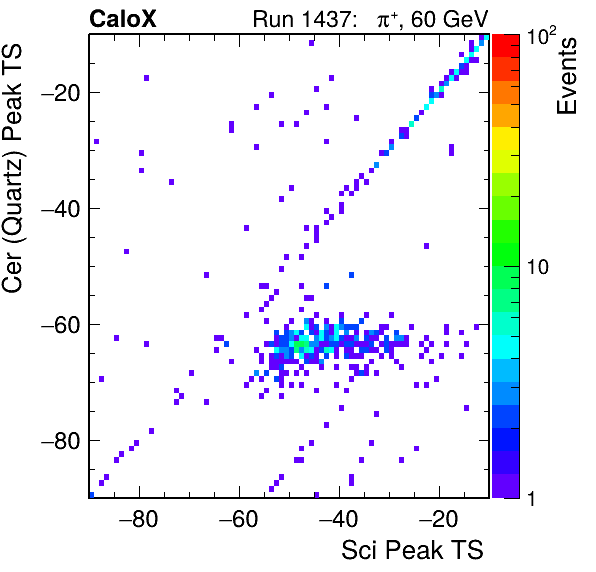 CaloX Run 1437: π⁺, 60 GeV
Cer (Quartz) Peak TS
−20
−40
−60
−80
−80 −60 −40 −20
Sci Peak TS
10²
10
1
Events